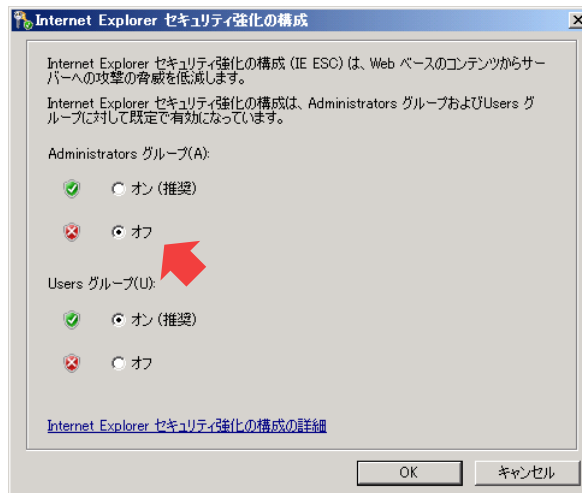 Internet Explorer セキュリティ強化の構成
Internet Explorer セキュリティ強化の構成 (IE ESC) は、Web ベースのコンテンツからサー
バーへの攻撃の脅威を低減します。
Internet Explorer セキュリティ強化の構成は、Administrators グループおよびUsers グ
ループに対して既定で有効になっています。
Administrators グループ(A):
オン (推奨)
オフ
Users グループ(U):
オン (推奨)
オフ
Internet Explorer セキュリティ強化の構成の詳細
OK キャンセル